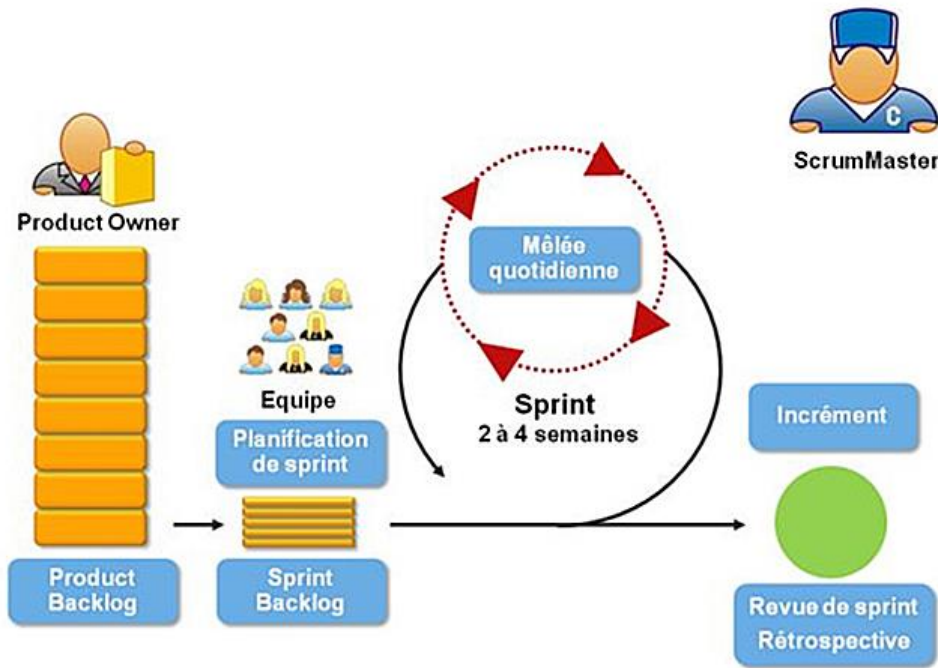 C
ScrumMaster
Product Owner
Mêlée
quotidienne
Equipe
Sprint
2 à 4 semaines
Planification
de sprint
Incrément
Product
Backlog
Sprint
Backlog
Revue de sprint
Rétrospective